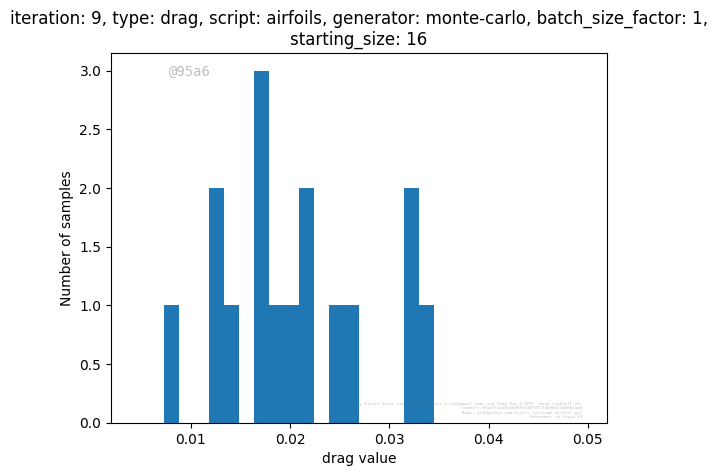 iteration: 9, type: drag, script: airfoils, generator: monte-carlo, batch_size_factor: 1,
starting_size: 16
@95a6
3.0
2.5
2.0
1.5
1.0
0.5
0.0
Number of samples
0.01
0.02
0.03
0.04
0.05
drag value